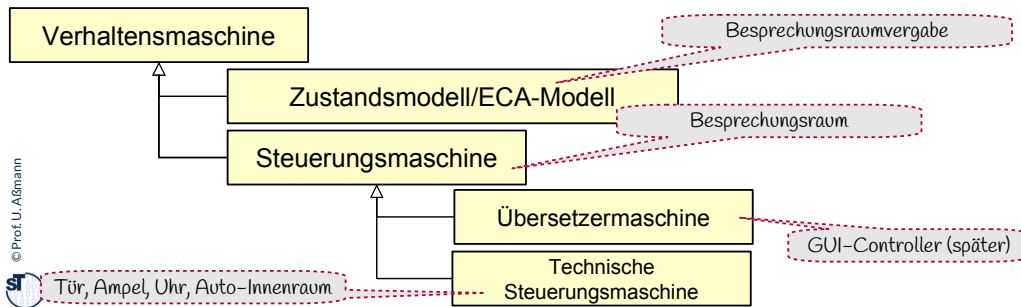 Verhaltensmaschine
Besprechungsraumvergabe
Zustandsmodell/ECA-Modell
Besprechungsraum
Steuerungsmaschine
Übersetzermaschine
GUI-Controller (später)
Technische
Steuerungsmaschine
Tür, Ampel, Uhr, Auto-Innenraum
© Prof. U. Aßmann
ST